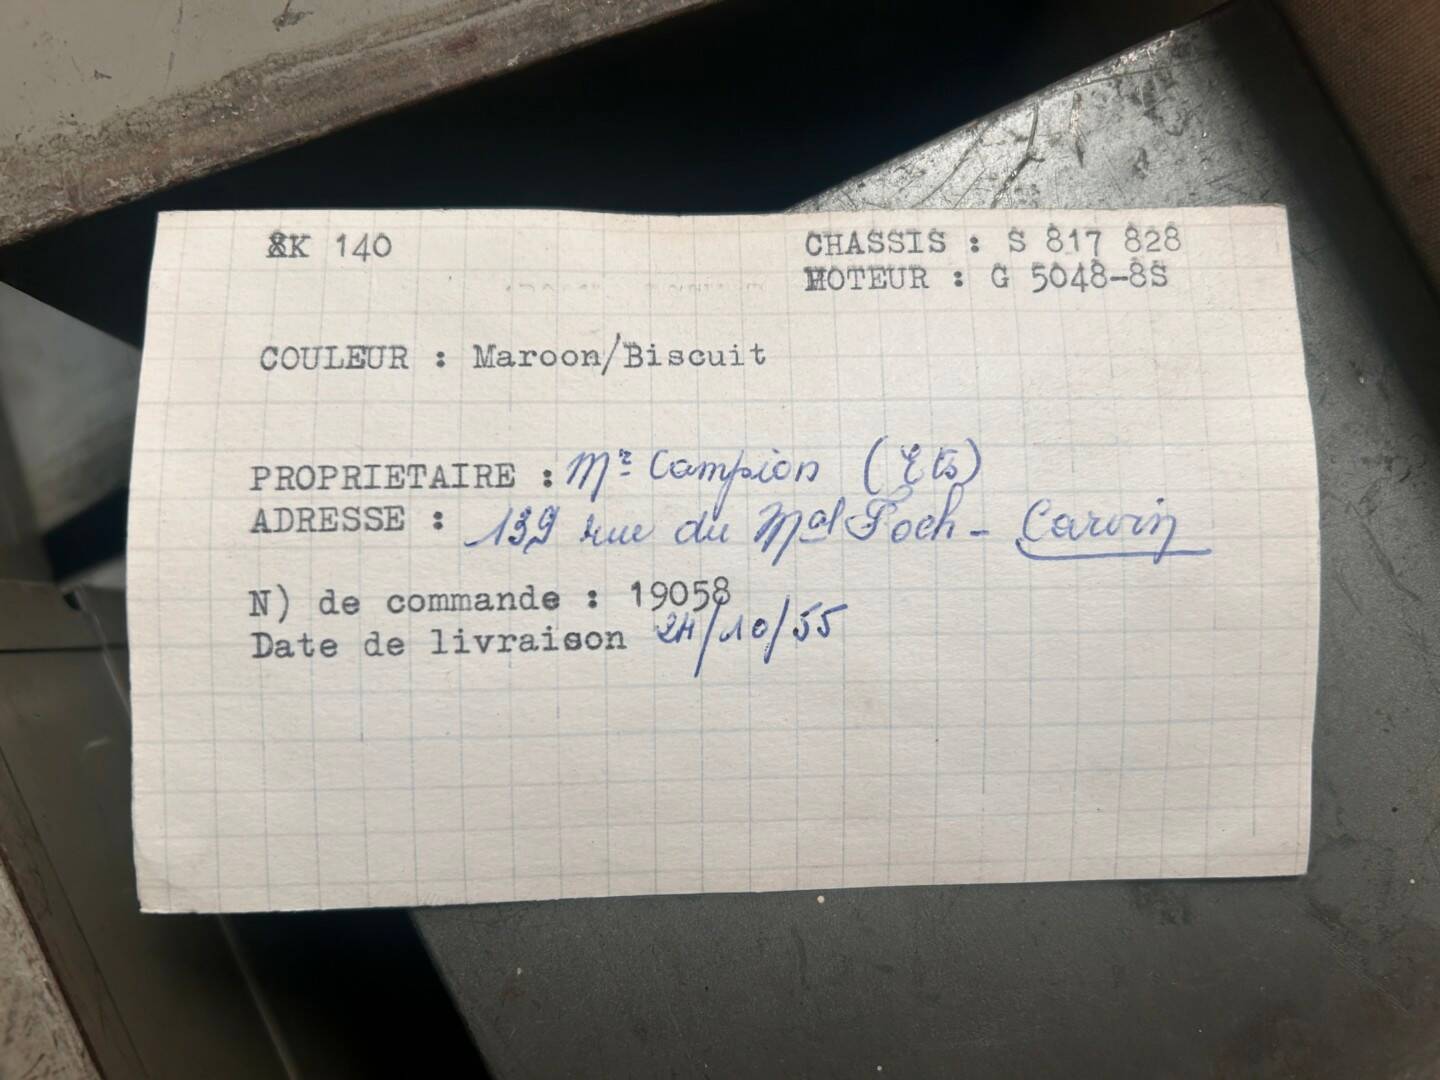 XK 140
CHASSIS : S 817 828
MOTEUR : G 5048-8S
COULEUR : Maroon/Biscuit
PROPRIETAIRE : Mr Campion (Ets)
ADRESSE : 139 rue du Mal Foch - Carvin
N) de commande : 19058
Date de livraison 24/10/55